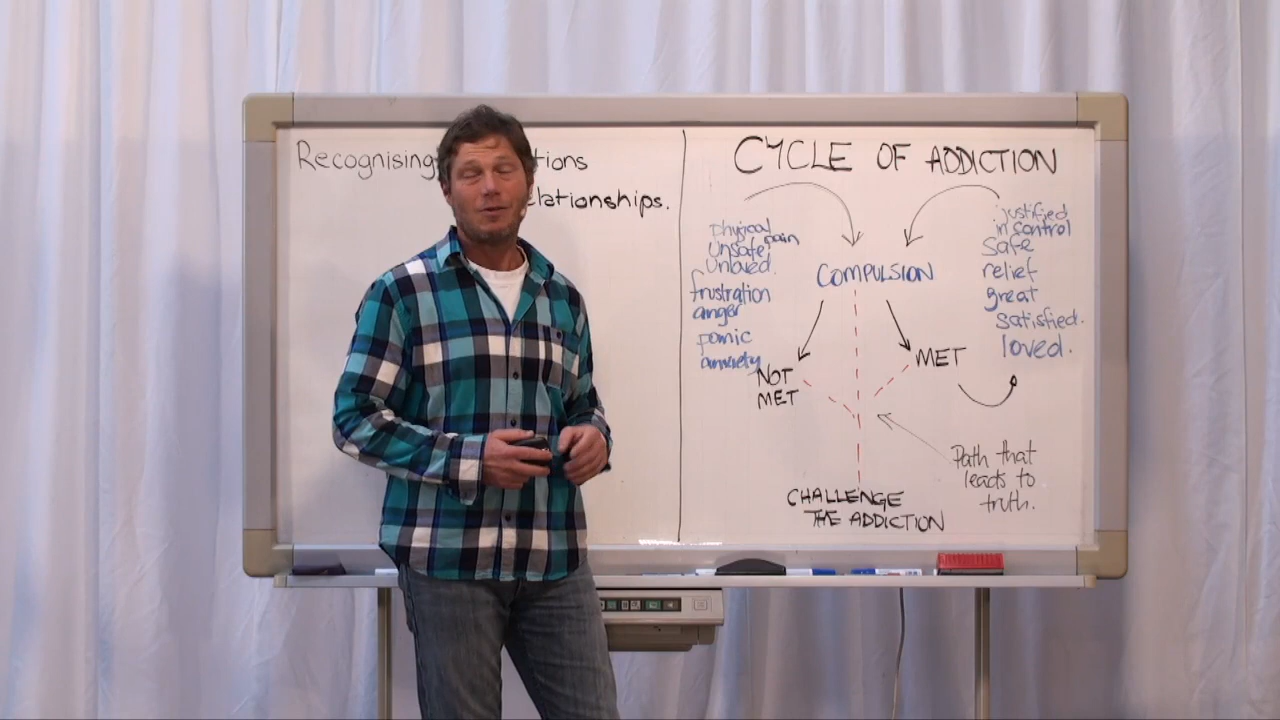 Recognising tions
elationships.
CYCLE OF ADDICTION
physical
pain
unsafe
unloved.
frustration
anger
panic
anxiety
justified
in control
safe
relief
great
satisfied.
loved.
COMPULSION
NOT
MET
MET
Path that
leads to
truth.
CHALLENGE
THE ADDICTION